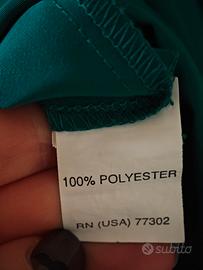 100% POLYESTER
RN (USA) 77302
subito